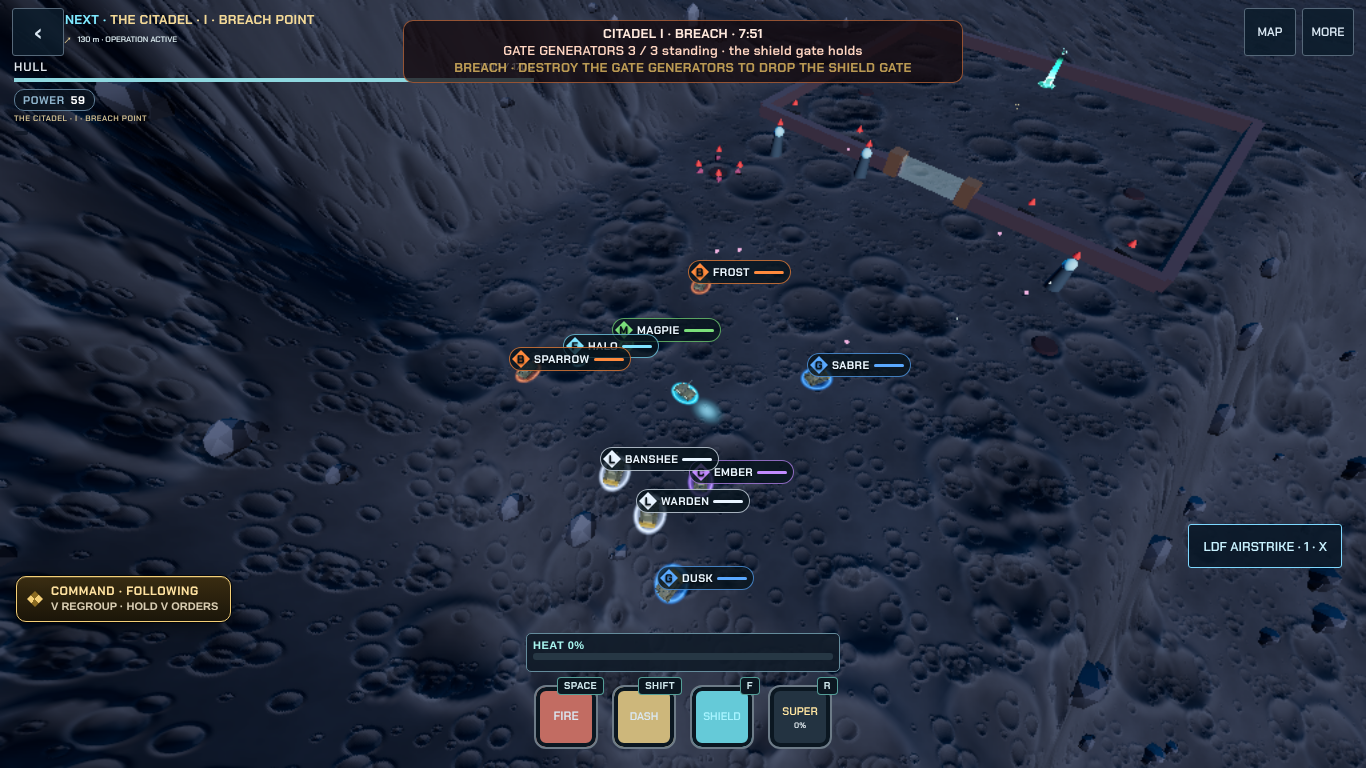 ‹
NEXT · THE CITADEL · I · BREACH POINT
130 m · OPERATION ACTIVE
HULL
POWER 59
THE CITADEL · I · BREACH POINT
CITADEL I · BREACH · 7:51
GATE GENERATORS 3 / 3 standing · the shield gate holds
BREACH · DESTROY THE GATE GENERATORS TO DROP THE SHIELD GATE
MAP
MORE
B FROST
M MAGPIE
HALO
B SPARROW
G SABRE
L BANSHEE
EMBER
L WARDEN
G DUSK
LDF AIRSTRIKE · 1 · X
COMMAND · FOLLOWING
V REGROUP · HOLD V ORDERS
HEAT 0%
SPACE
FIRE
SHIFT
DASH
F
SHIELD
R
SUPER
0%